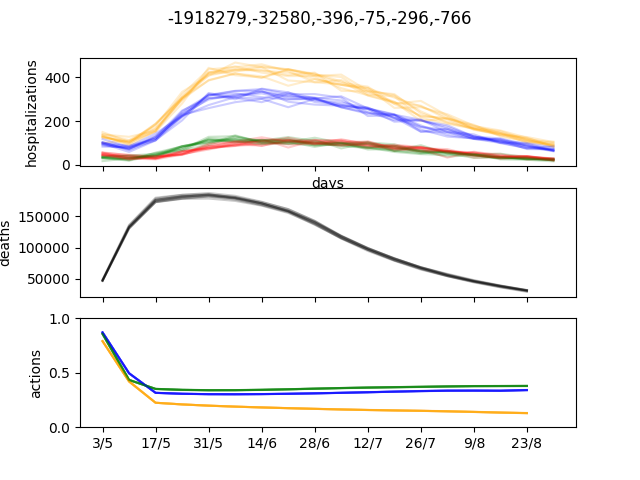 -1918279,-32580,-396,-75,-296,-766
hospitalizations
400
200
0
days
deaths
150000
100000
50000
actions
1.0
0.5
0.0
3/5 17/5 31/5 14/6 28/6 12/7 26/7 9/8 23/8